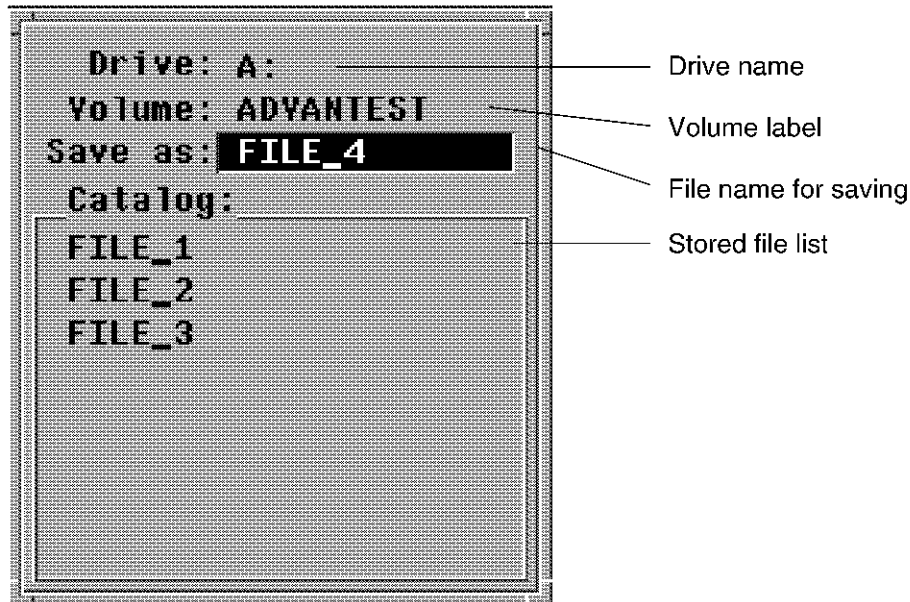 Drive: A:
Volume: ADVANTEST
Save as: FILE_4
Catalog:
FILE_1
FILE_2
FILE_3
Drive name
Volume label
File name for saving
Stored file list